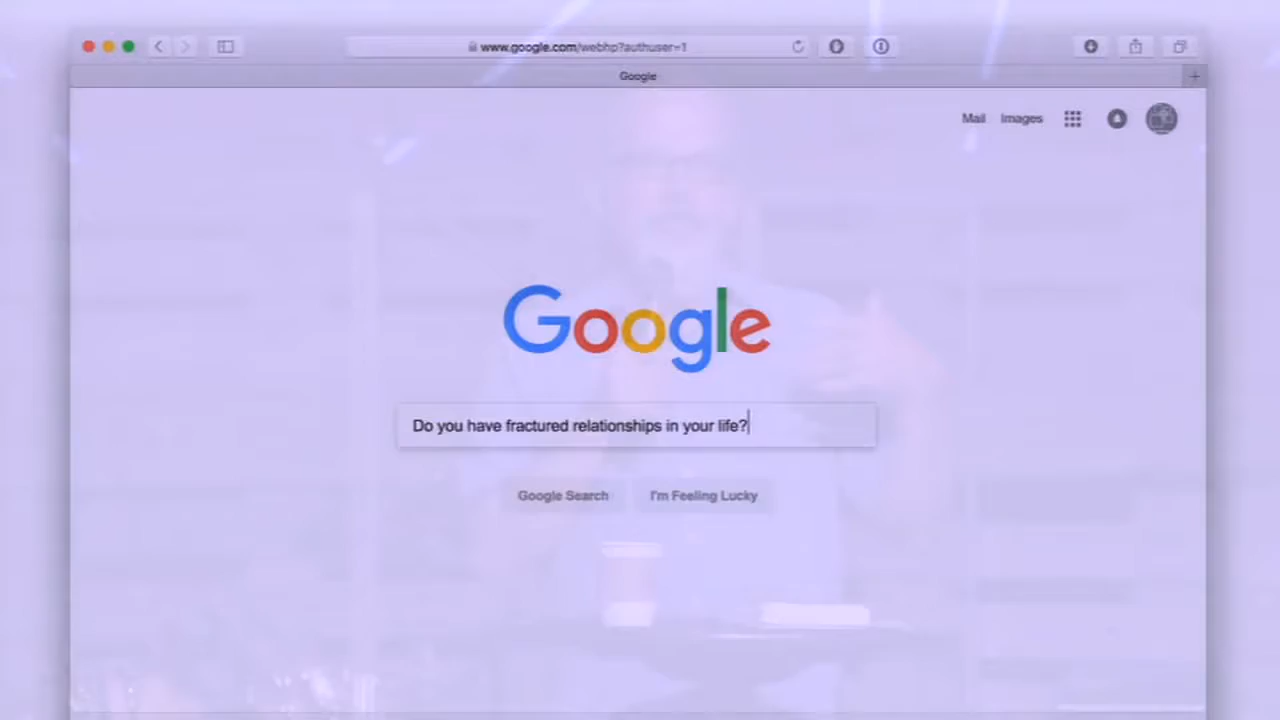 www.google.com/webhp?authuser=1
Google
Mail Images
Google
Do you have fractured relationships in your life?
Google Search I'm Feeling Lucky